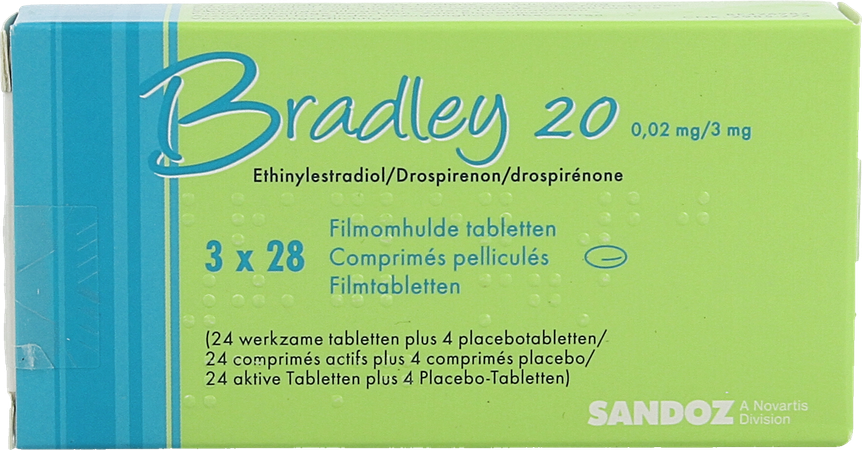 Bradley 20 0,02 mg/3 mg
Ethinylestradiol/Drospirenon/drospirénone
3 x 28
Filmomhulde tabletten
Comprimés pelliculés
Filmtabletten
(24 werkzame tabletten plus 4 placebotabletten/
24 comprimés actifs plus 4 comprimés placebo/
24 aktive Tabletten plus 4 Placebo-Tabletten)
SANDOZ A Novartis
Division